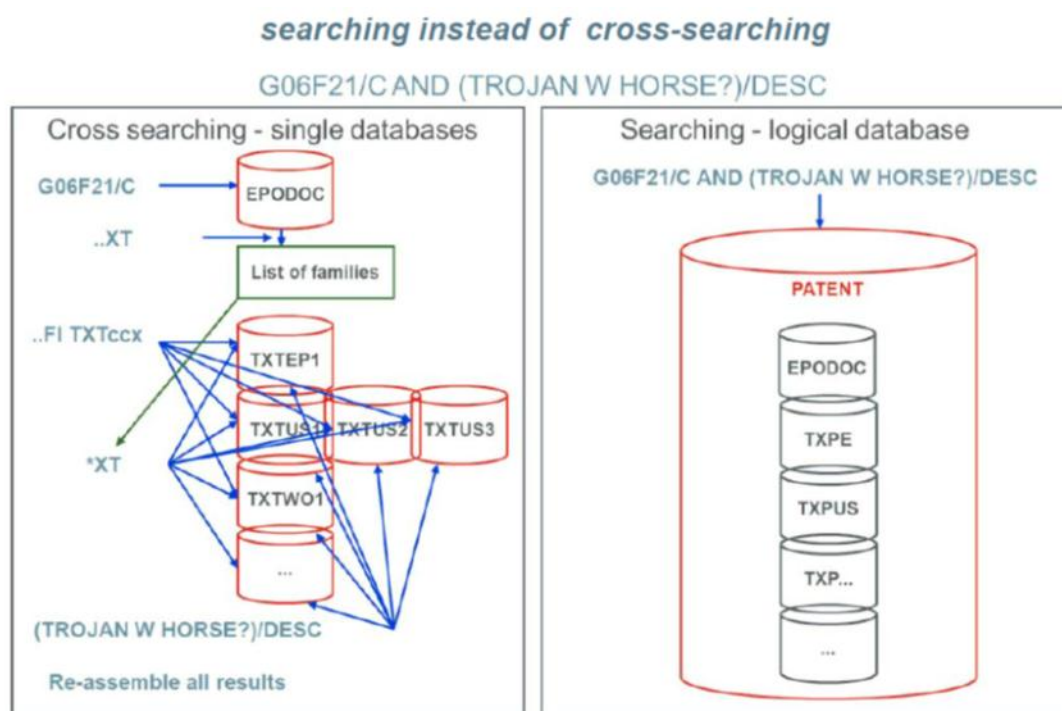 searching instead of cross-searching
G06F21/C AND (TROJAN W HORSE?)/DESC
Cross searching - single databases
G06F21/C
EPODOC
..XT
List of families
..FI TXTccx
TXTEP1
TXTUS1
TXTUS2
TXTUS3
*XT
TXTWO1
...
(TROJAN W HORSE?)/DESC
Re-assemble all results
Searching - logical database
G06F21/C AND (TROJAN W HORSE?)/DESC
PATENT
EPODOC
TXPE
TXPUS
TXP...
...